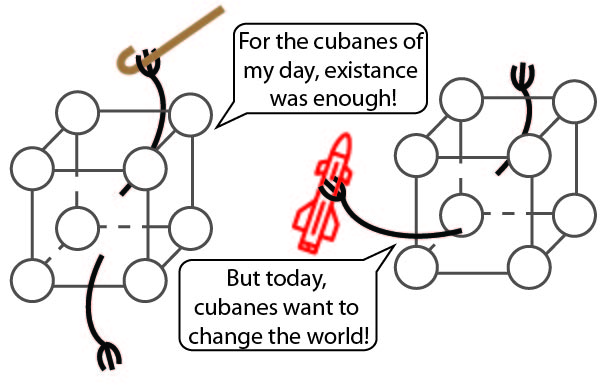 For the cubanes of
my day, existance
was enough!
But today,
cubanes want to
change the world!